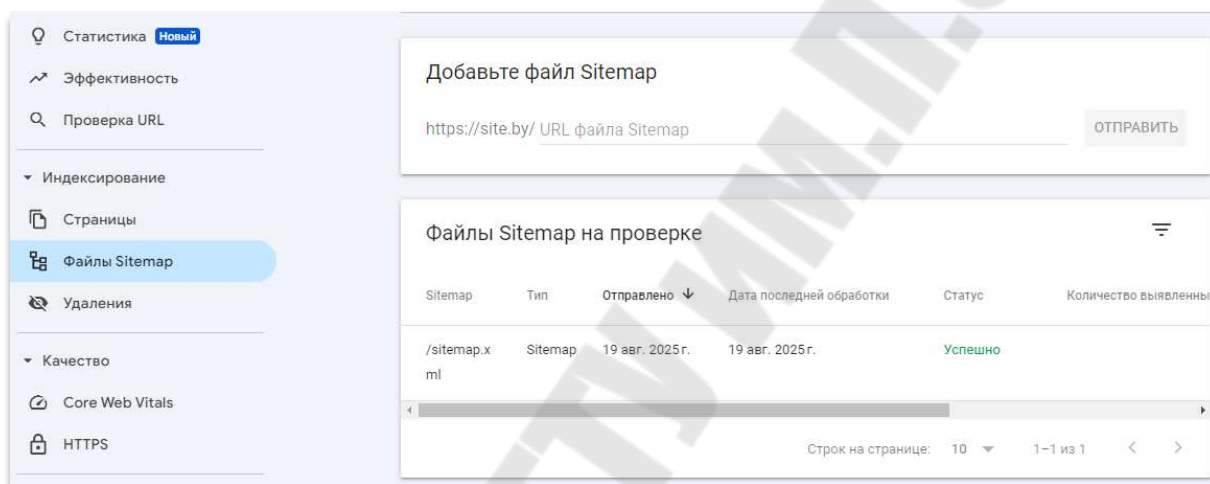 Статистика Новый
Эффективность
Проверка URL
Индексирование
Страницы
Файлы Sitemap
Удаления
Качество
Core Web Vitals
HTTPS
Добавьте файл Sitemap
https://site.by/ URL файла Sitemap ОТПРАВИТЬ
Файлы Sitemap на проверке
Sitemap Тип Отправлено Дата последней обработки Статус Количество выявленны
/sitemap.x Sitemap 19 авг. 2025 г. 19 авг. 2025 г. Успешно
ml
Строк на странице: 10 1–1 из 1